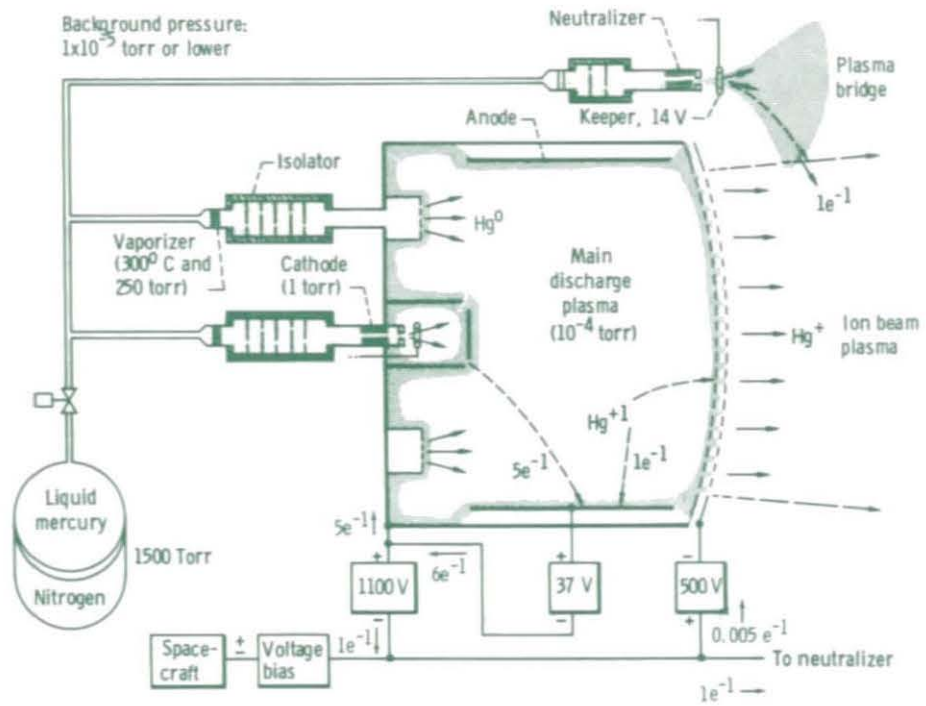 Background pressure:
1x10⁻⁵ torr or lower
Neutralizer
Plasma
bridge
Keeper, 14 V
Anode
Isolator
1e⁻¹
Hg⁰
Vaporizer
(300⁰ C and
250 torr)
Cathode
(1 torr)
Main
discharge
plasma
(10⁻⁴ torr)
Hg⁺
Ion beam
plasma
Hg⁺¹
5e⁻¹
1e⁻¹
Liquid
mercury
Nitrogen
1500 Torr
5e⁻¹
+
+
-
6e⁻¹
1100 V
37 V
500 V
-
-
+
0.005 e⁻¹
Space-
craft
±
Voltage
bias
1e⁻¹
To neutralizer
1e⁻¹